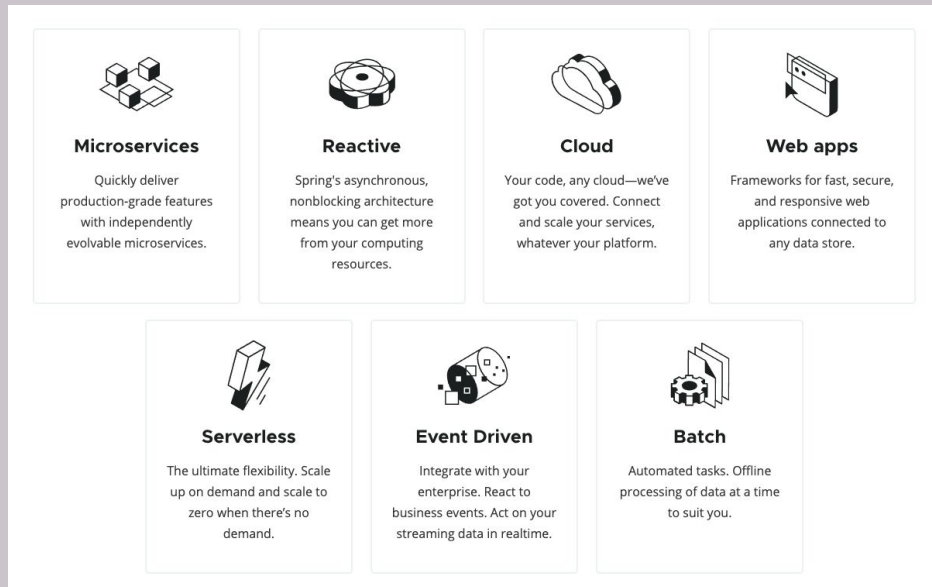 Microservices
Quickly deliver
production-grade features
with independently
evolvable microservices.
Reactive
Spring's asynchronous,
nonblocking architecture
means you can get more
from your computing
resources.
Cloud
Your code, any cloud—we've
got you covered. Connect
and scale your services,
whatever your platform.
Web apps
Frameworks for fast, secure,
and responsive web
applications connected to
any data store.
Serverless
The ultimate flexibility. Scale
up on demand and scale to
zero when there's no
demand.
Event Driven
Integrate with your
enterprise. React to
business events. Act on your
streaming data in realtime.
Batch
Automated tasks. Offline
processing of data at a time
to suit you.